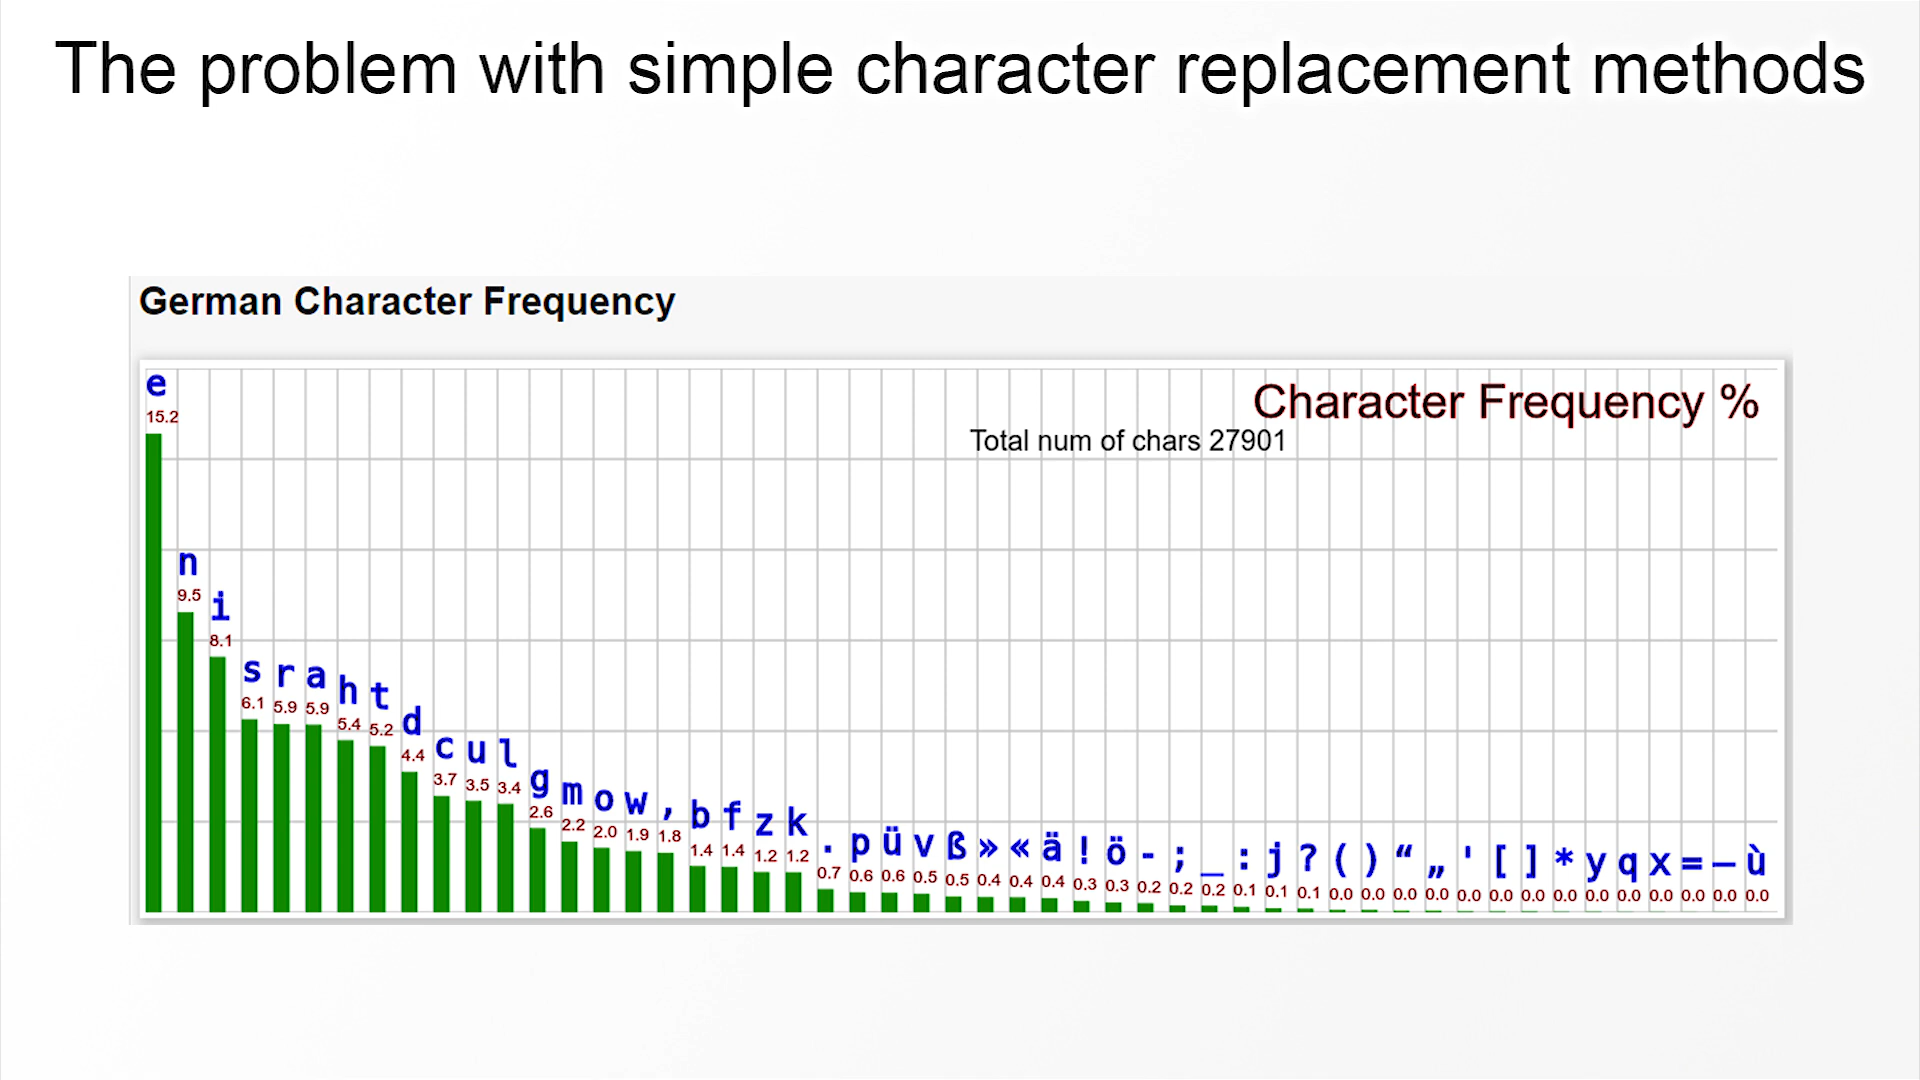 The problem with simple character replacement methods
German Character Frequency
Character Frequency %
Total num of chars 27901
e n i s r a h t d c u l g m o w , b f z k . p ü v ß » « ä ! ö - ; _ : j ? ( ) “ „ ' [ ] * y q x = – ù
15.2 9.5 8.1 6.1 5.9 5.9 5.4 5.2 4.4 3.7 3.5 3.4 2.6 2.2 2.0 1.9 1.8 1.4 1.4 1.2 1.2 0.7 0.6 0.6 0.5 0.5 0.4 0.4 0.4 0.3 0.3 0.2 0.2 0.2 0.1 0.1 0.1 0.0 0.0 0.0 0.0 0.0 0.0 0.0 0.0 0.0 0.0 0.0 0.0 0.0 0.0